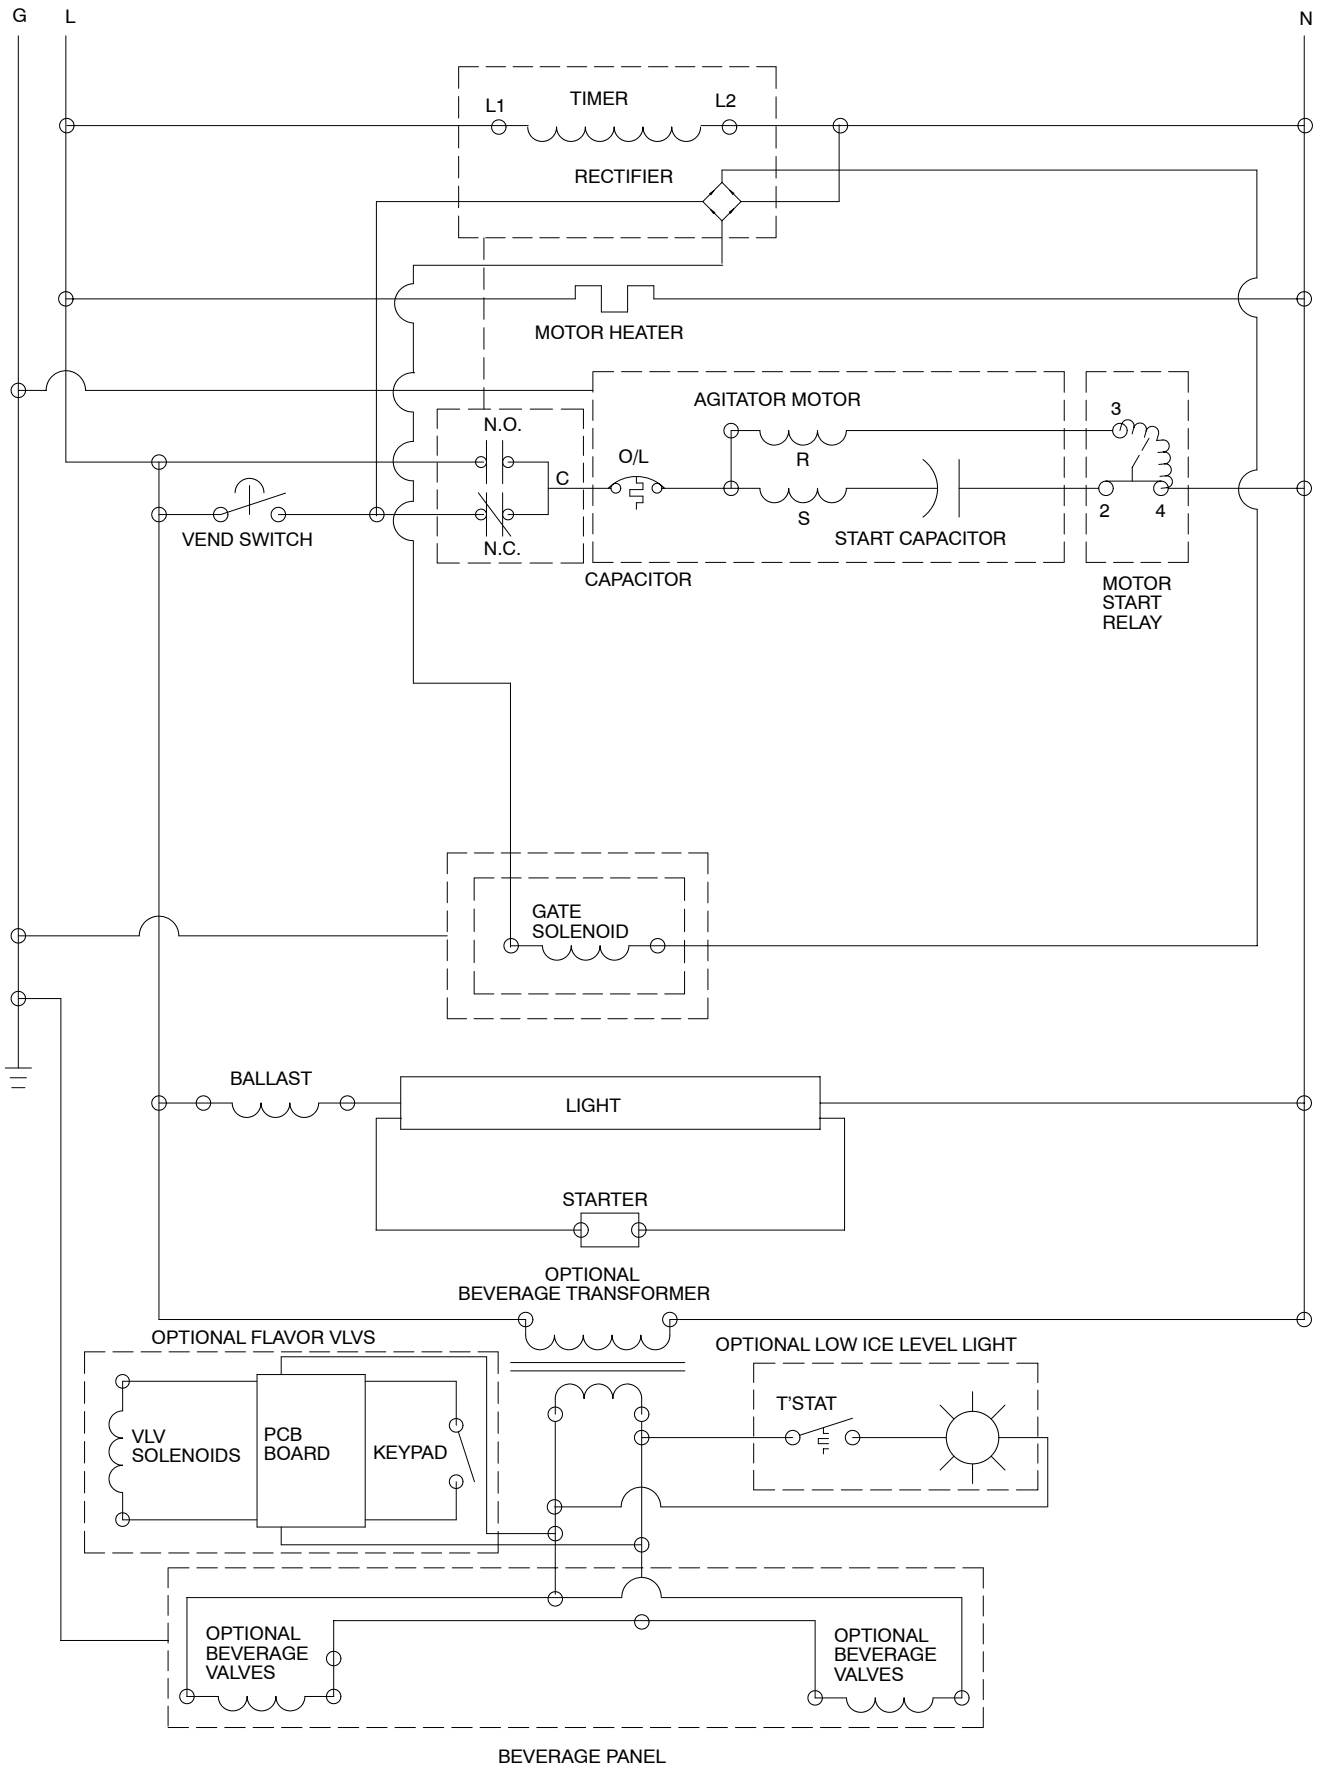 G
L
N
TIMER
L1
L2
RECTIFIER
MOTOR HEATER
AGITATOR MOTOR
3
N.O.
O/L
R
C
S
2
4
START CAPACITOR
VEND SWITCH
N.C.
CAPACITOR
MOTOR
START
RELAY
GATE
SOLENOID
BALLAST
LIGHT
STARTER
OPTIONAL
BEVERAGE TRANSFORMER
OPTIONAL FLAVOR VLVS
OPTIONAL LOW ICE LEVEL LIGHT
T'STAT
VLV
SOLENOIDS
PCB
BOARD
KEYPAD
OPTIONAL
BEVERAGE
VALVES
OPTIONAL
BEVERAGE
VALVES
BEVERAGE PANEL